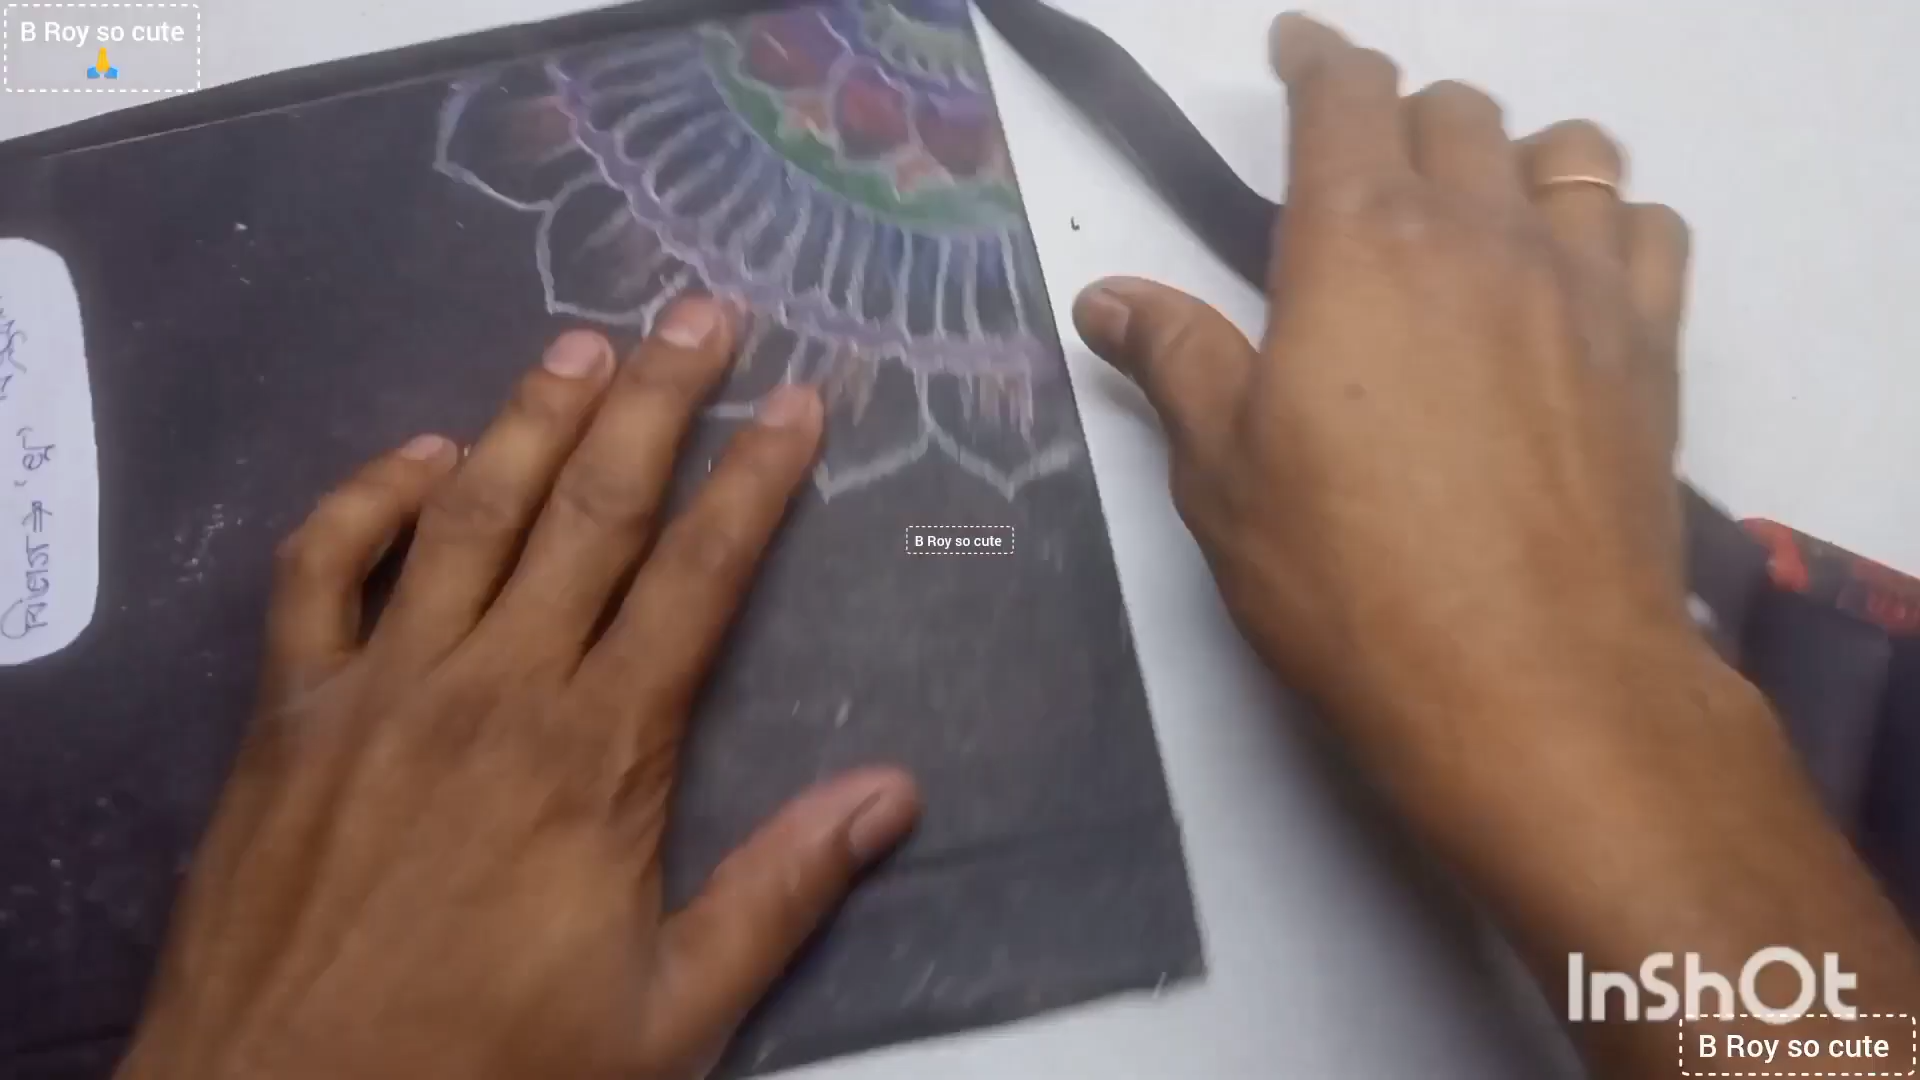 B Roy so cute
🙏
বিভাগ → 'খ'
B Roy so cute
InShOt
B Roy so cute